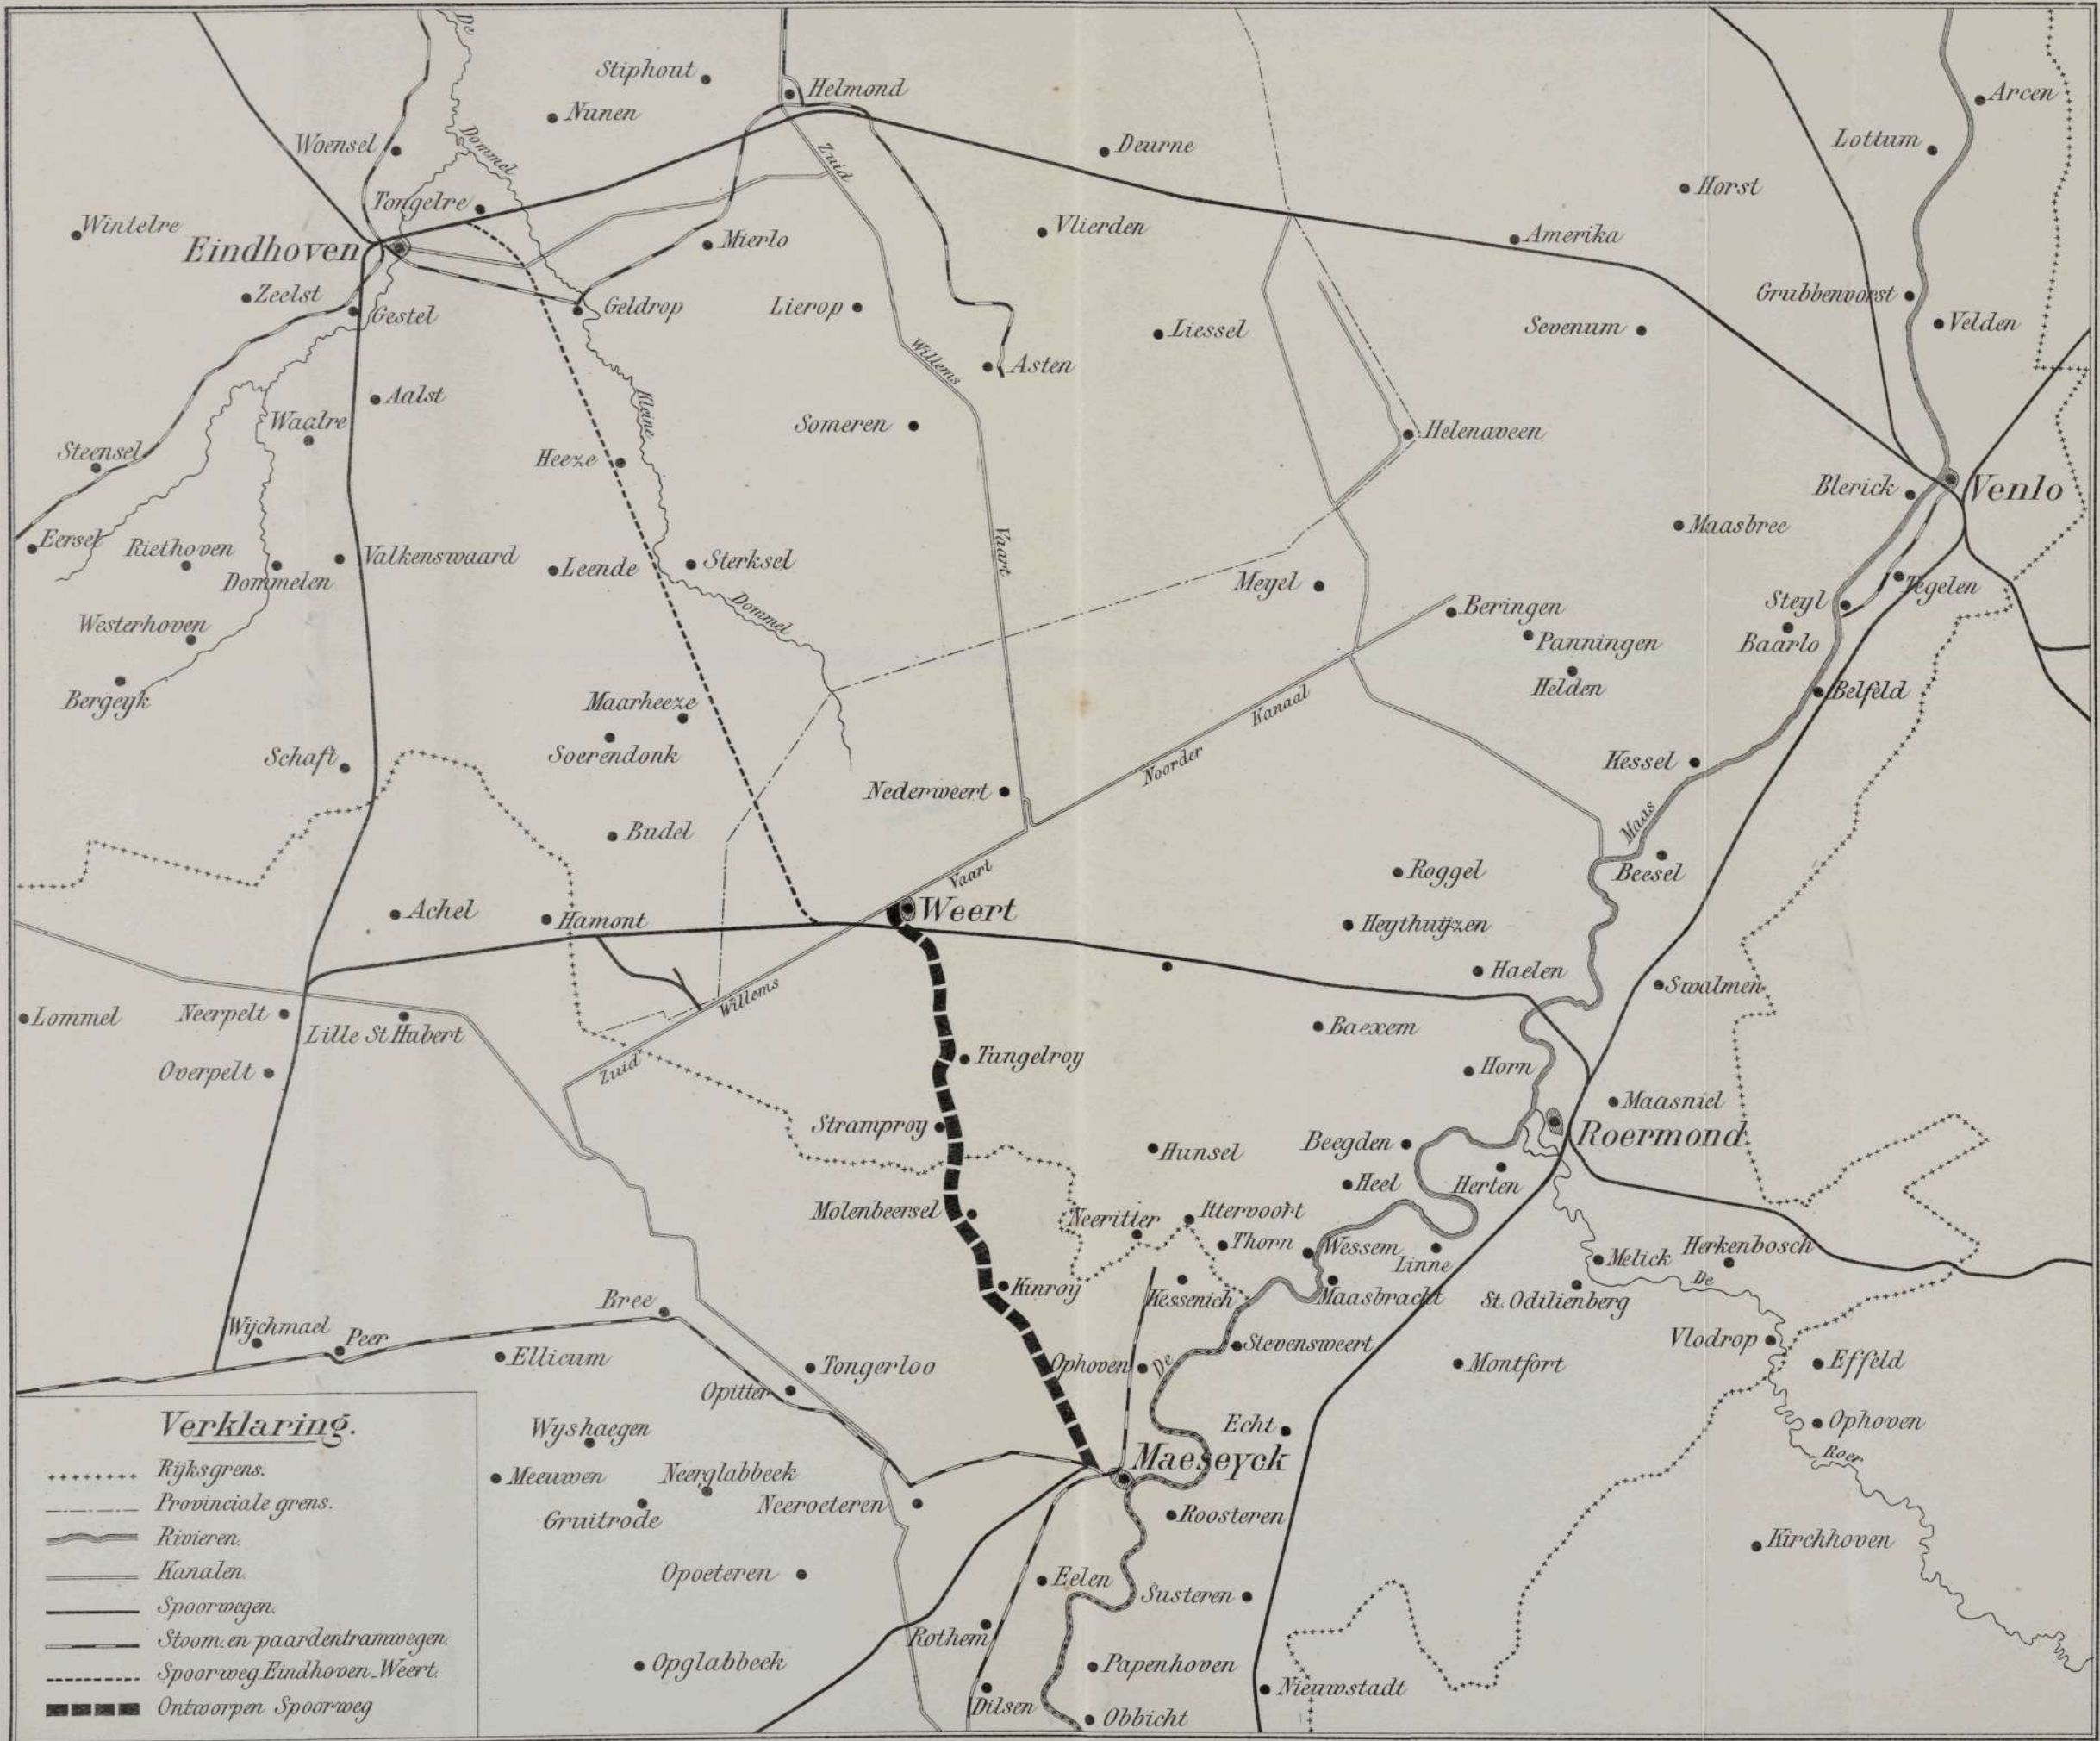 De
Stiphout
Helmond
Arcen
Nunen
Woensel
Dommel
Zuid
Deurne
Lottum
Tongelre
Horst
Wintelre
Eindhoven
Mierlo
Vlierden
Amerika
Zeelst
Gestel
Geldrop
Lierop
Liessel
Sevenum
Grubbenvorst
Velden
Willems
Asten
Aalst
Kleine
Waalre
Someren
Helenaveen
Steensel
Heeze
Blerick
Venlo
Maasbree
Eersel
Riethoven
Valkenswaard
Vaart
Dommelen
Leende
Sterksel
Meyel
Tegelen
Steyl
Dommel
Beringen
Westerhoven
Panningen
Baarlo
Helden
Bergeyk
Maarheeze
Kanaal
Belfeld
Schaft
Soerendonk
Noorder
Kessel
Nederweert
Maas
Budel
Vaart
Roggel
Beesel
Achel
Hamont
Weert
Heythuijzen
Haelen
Swalmen
Willems
Lommel
Neerpelt
Lille St Hubert
Baexem
Overpelt
Zuid
Tungelroy
Horn
Maasniel
Stramproy
Hunsel
Beegden
Roermond
Heel
Herten
Molenbeersel
Neeritter
Ittervoort
Thorn
Wessem
Linne
Melick
Herkenbosch
De
Kinroy
Kessenich
Maasbracht
St. Odilienberg
Bree
Wijchmael
Peer
Stevensweert
Vlodrop
Ellicum
Tongerloo
Ophoven
De
Montfort
Effeld
Opitter
Ophoven
Echt
Wyshaegen
Maeseyck
Roer
Meeuwen
Neerglabbeek
Neeroeteren
Gruitrode
Roosteren
Kirchhoven
Opoeteren
Eelen
Susteren
Rothem
Opglabbeek
Papenhoven
Nieuwstadt
Dilsen
Obbicht
Verklaring.
Rijksgrens.
Provinciale grens.
Rivieren.
Kanalen.
Spoorwegen.
Stoom. en paardentramwegen.
Spoorweg Eindhoven-Weert.
Ontworpen Spoorweg